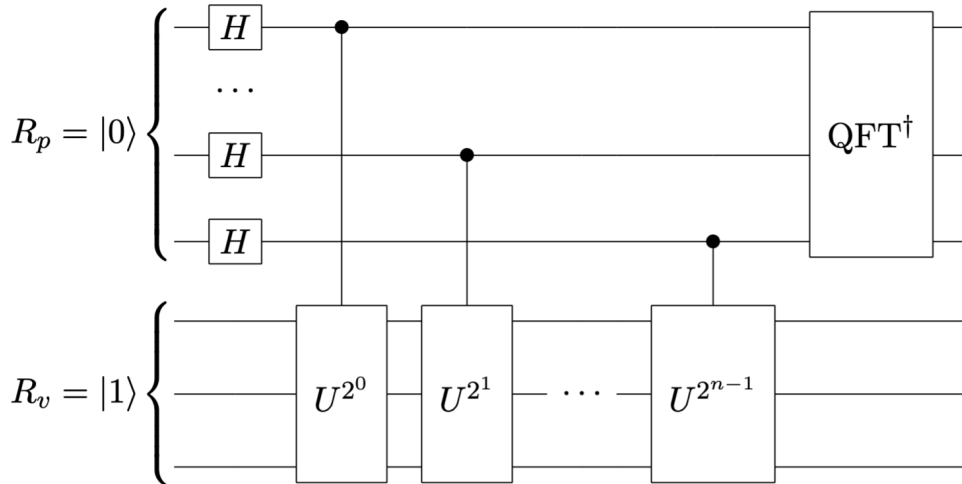 H
...
R_p = |0⟩
H
QFT†
H
R_v = |1⟩
U^{2^0}
U^{2^1}
...
U^{2^{n-1}}